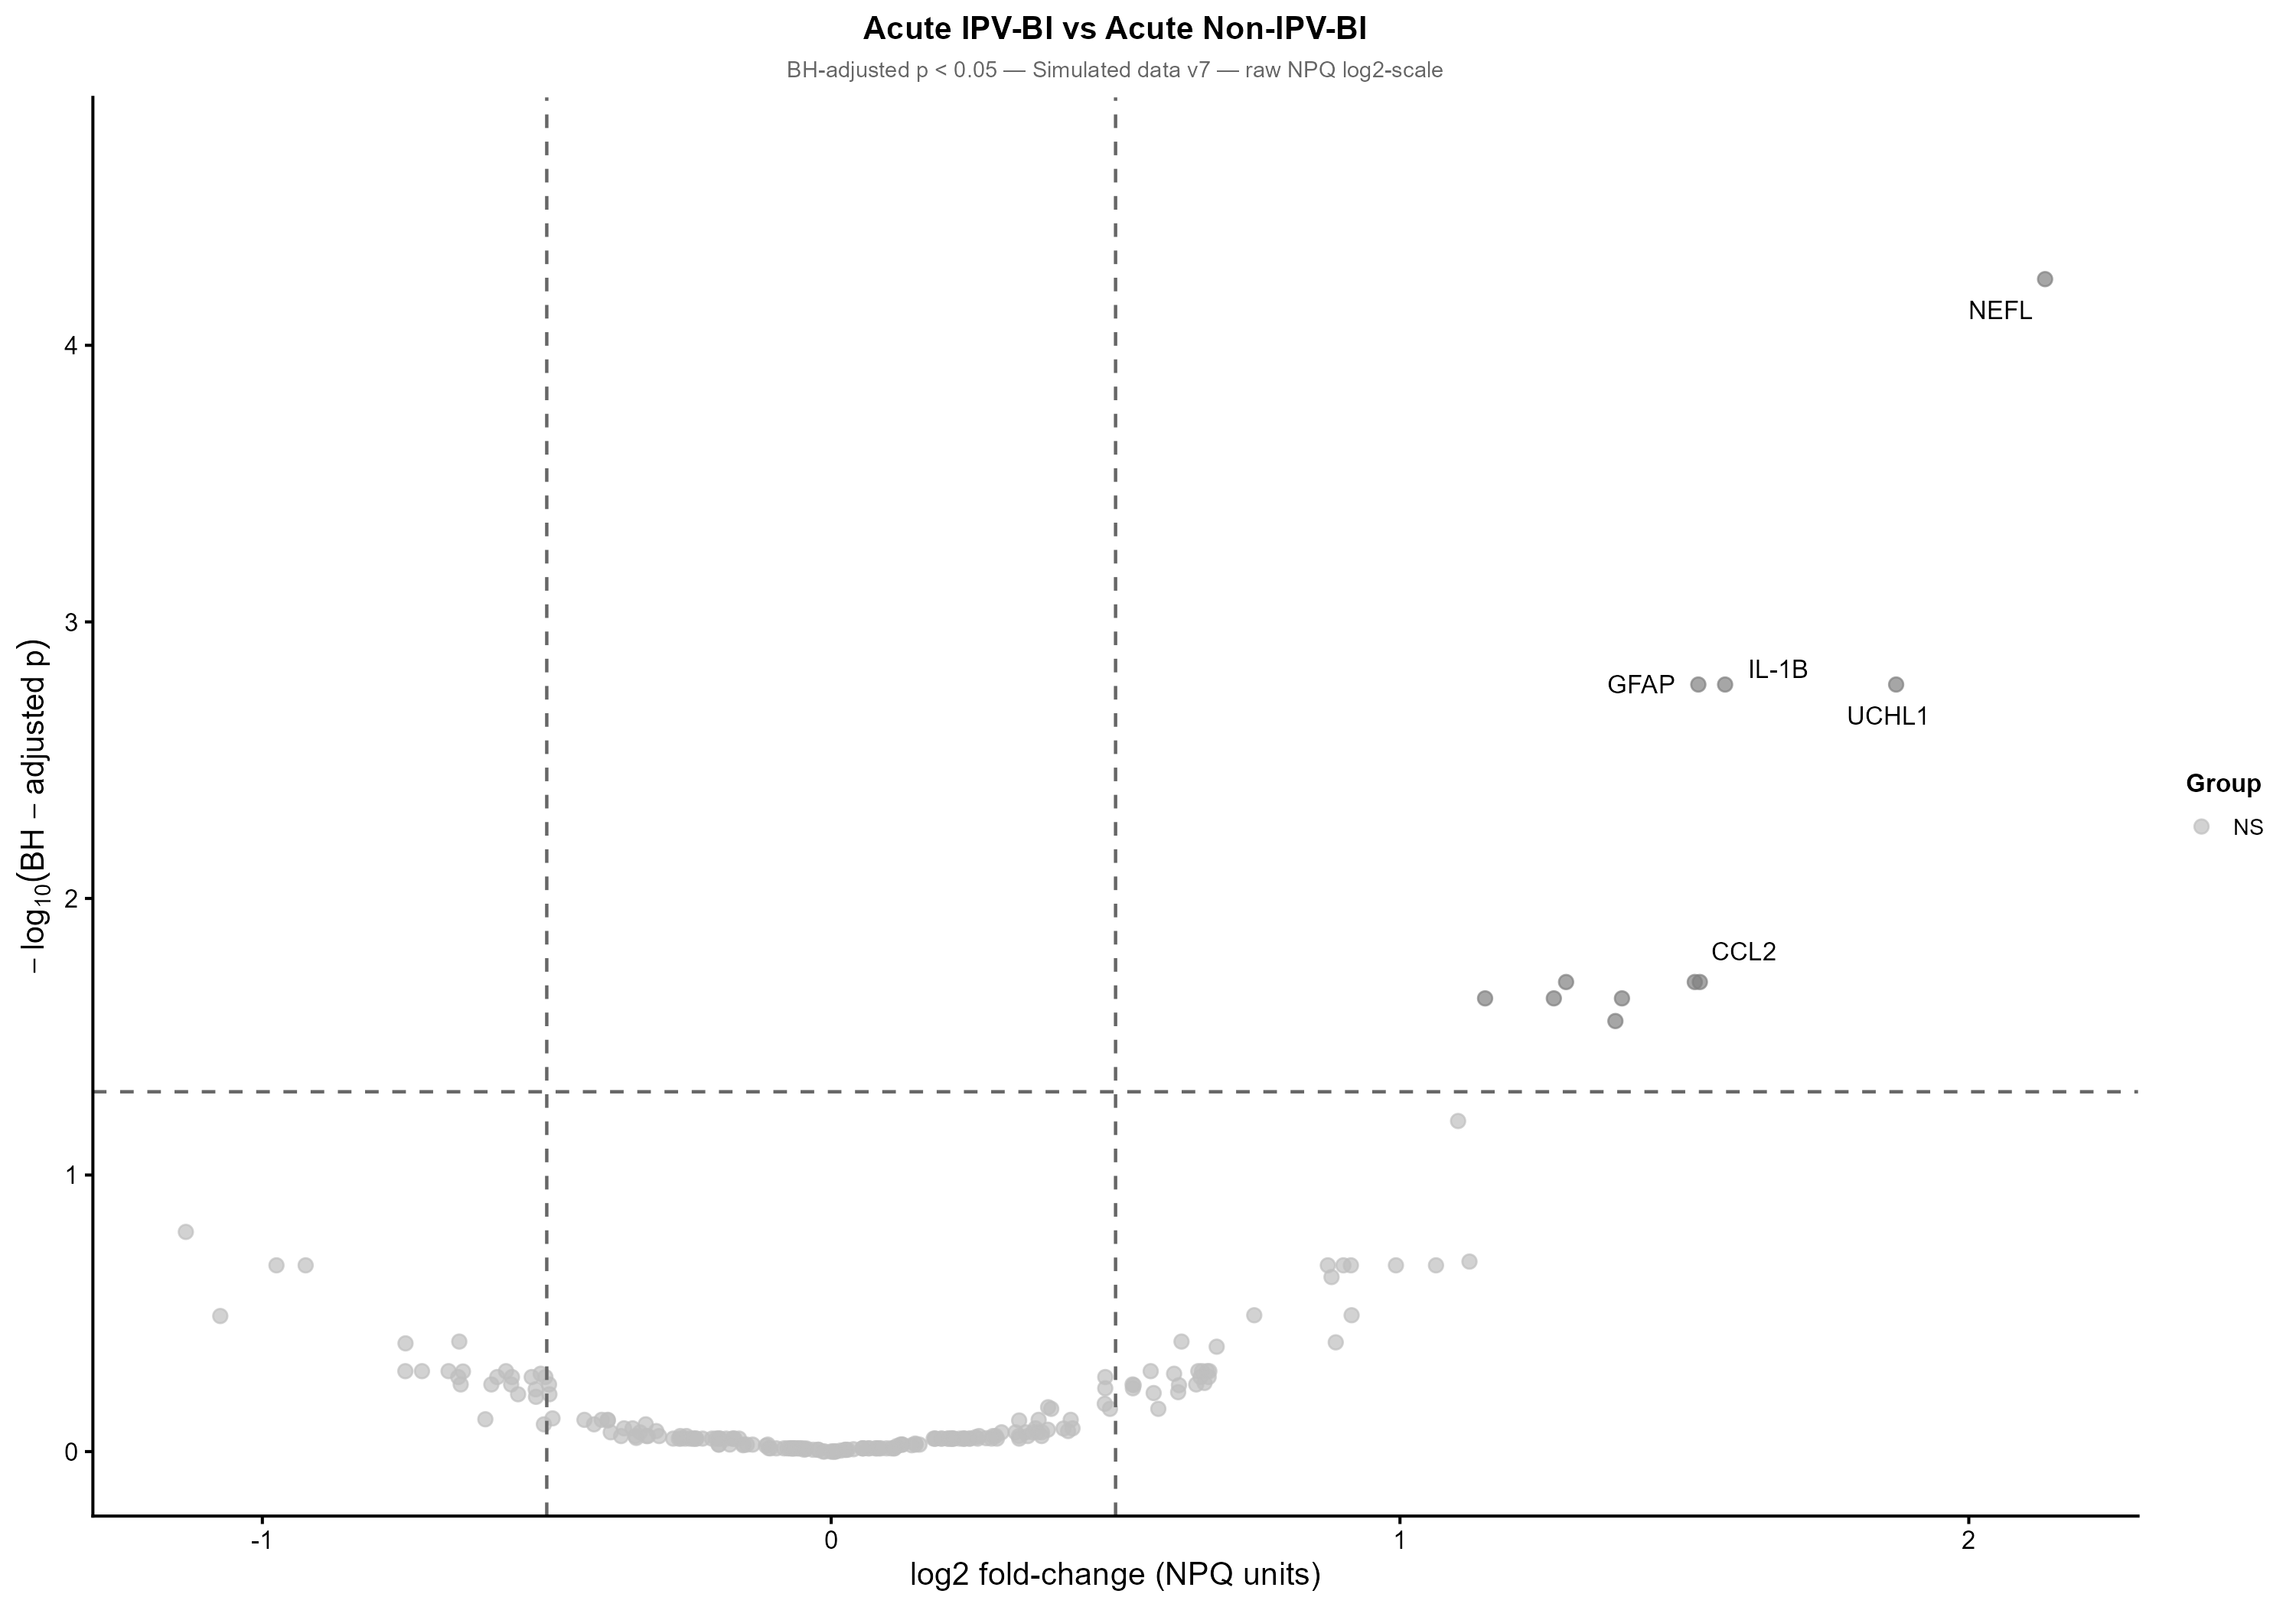 Acute IPV-BI vs Acute Non-IPV-BI
BH-adjusted p < 0.05 — Simulated data v7 — raw NPQ log2-scale
− log10(BH − adjusted p)
4
3
2
1
0
NEFL
GFAP
IL-1B
UCHL1
CCL2
Group
NS
-1
0
1
2
log2 fold-change (NPQ units)